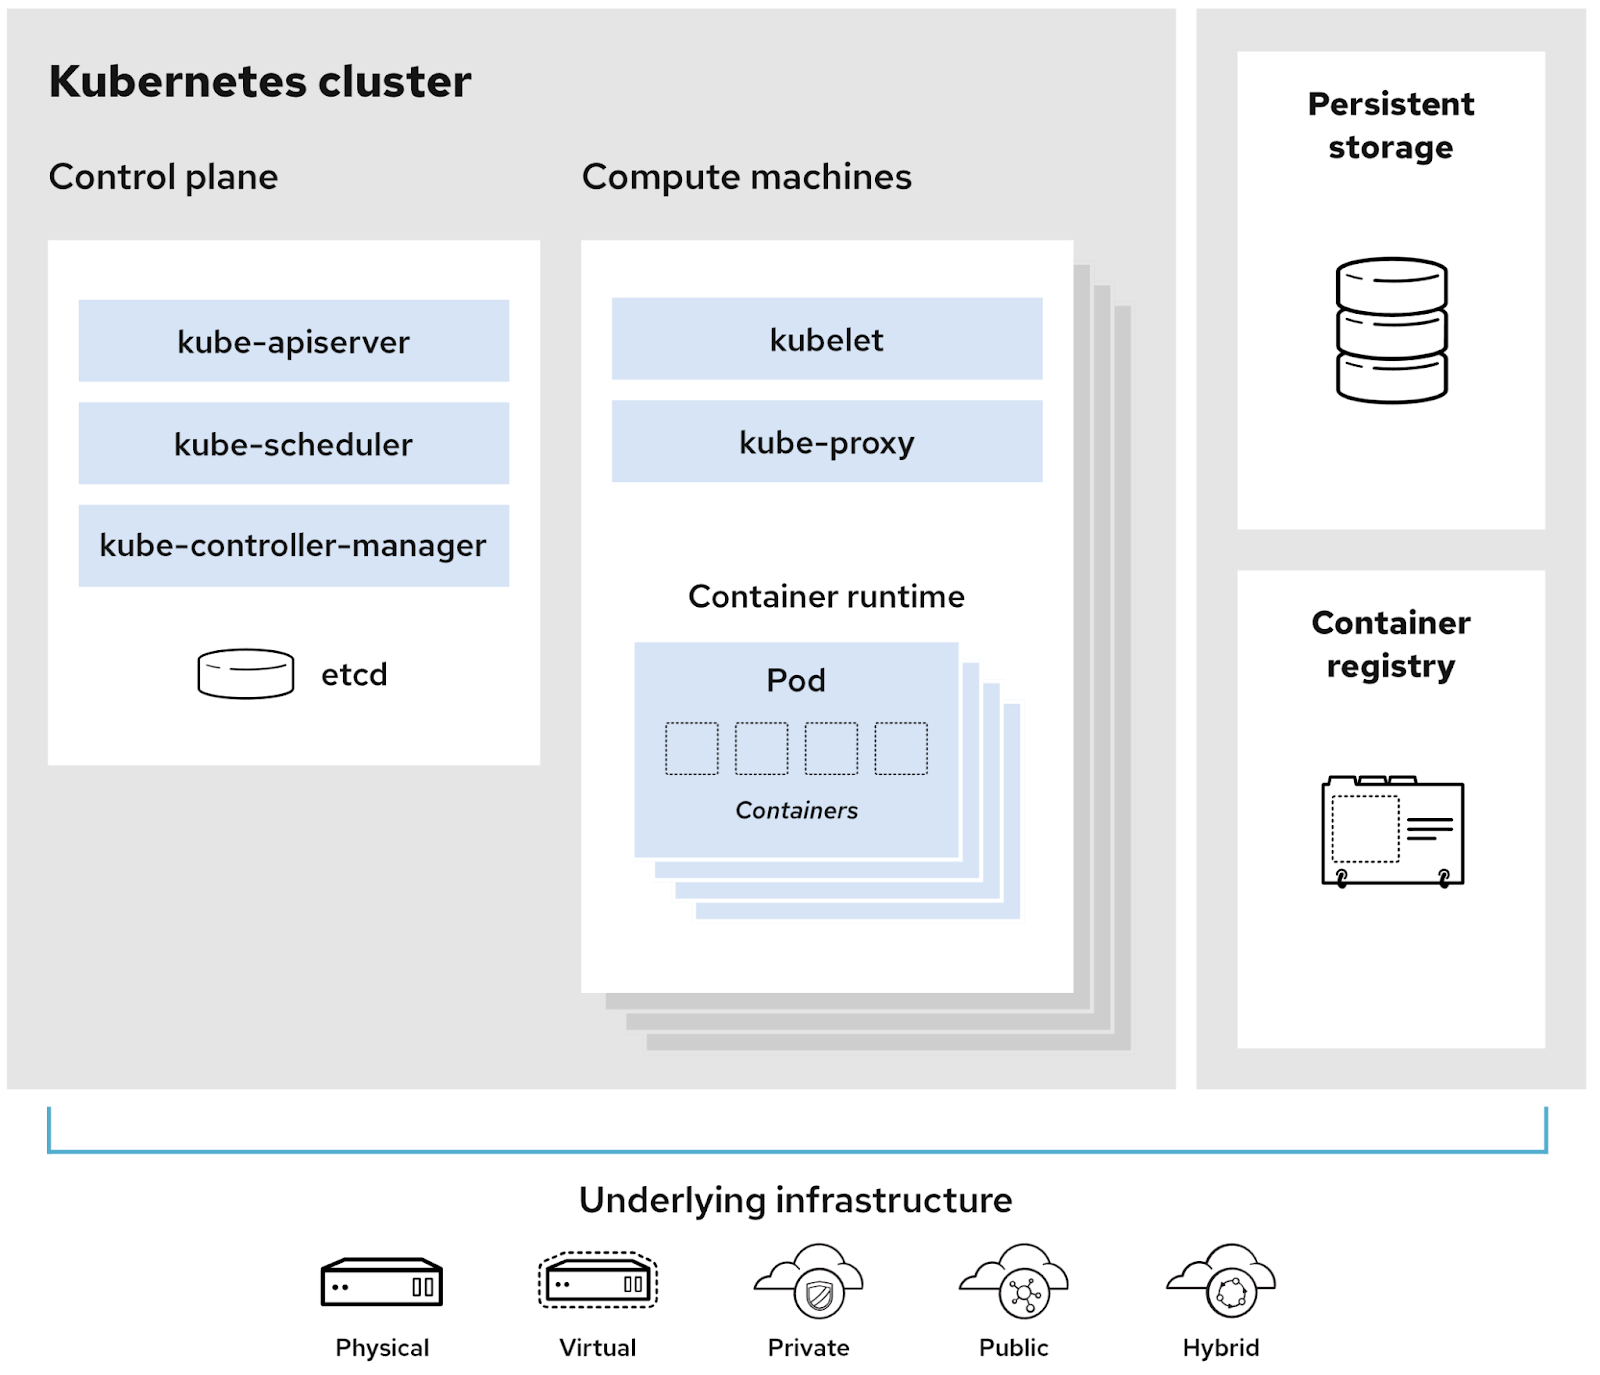 Kubernetes cluster
Control plane
kube-apiserver
kube-scheduler
kube-controller-manager
etcd
Compute machines
kubelet
kube-proxy
Container runtime
Pod
Containers
Persistent
storage
Container
registry
Underlying infrastructure
Physical
Virtual
Private
Public
Hybrid